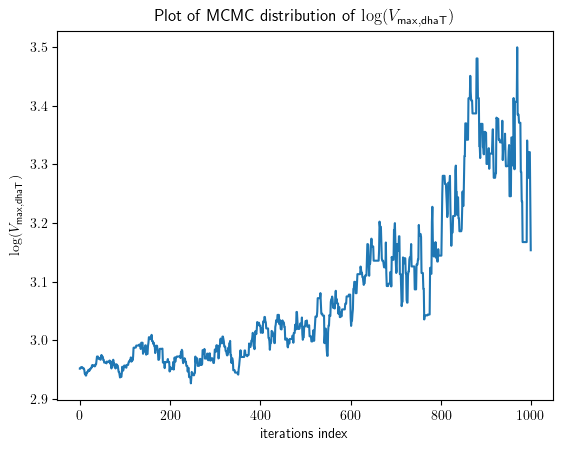 Plot of MCMC distribution of log(V_max,dhaT)
3.5
3.4
3.3
3.2
3.1
3.0
2.9
log(V_max,dhaT)
0 200 400 600 800 1000
iterations index